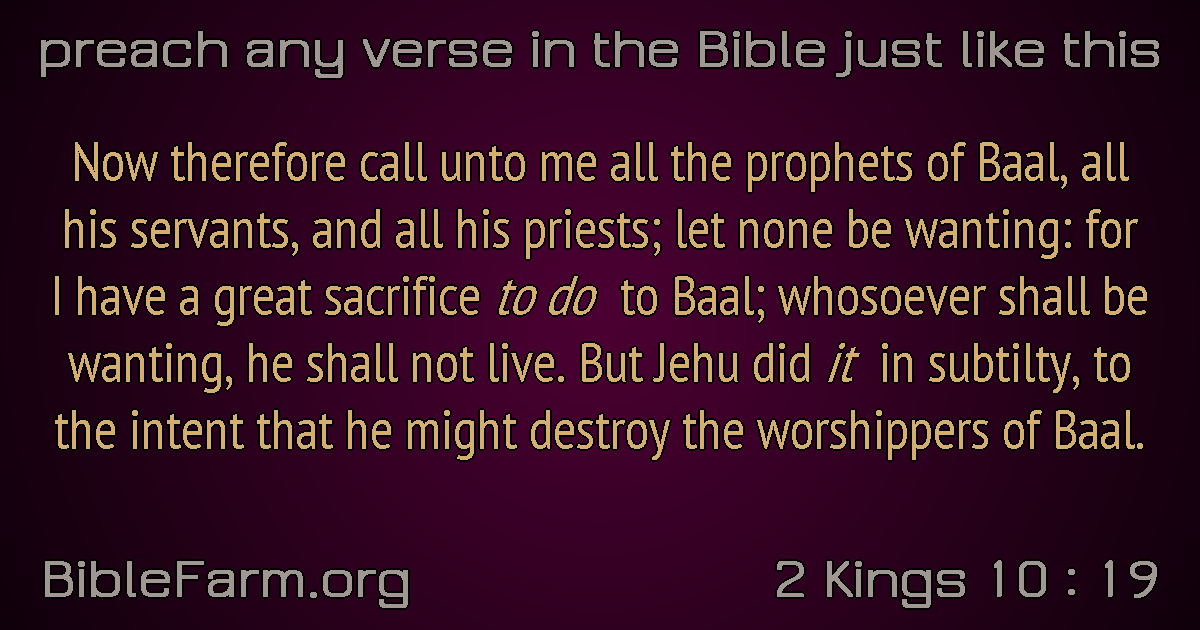 preach any verse in the Bible just like this
Now therefore call unto me all the prophets of Baal, all
his servants, and all his priests; let none be wanting: for
I have a great sacrifice to do to Baal; whosoever shall be
wanting, he shall not live. But Jehu did it in subtilty, to
the intent that he might destroy the worshippers of Baal.
BibleFarm.org
2 Kings 10 : 19